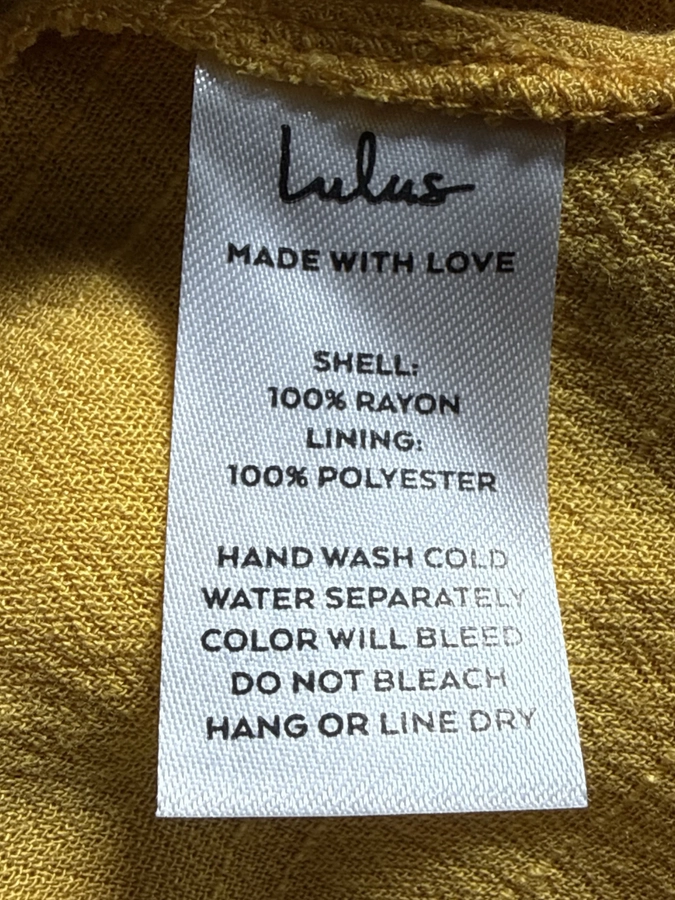 Lulus
MADE WITH LOVE
SHELL:
100% RAYON
LINING:
100% POLYESTER
HAND WASH COLD
WATER SEPARATELY
COLOR WILL BLEED
DO NOT BLEACH
HANG OR LINE DRY